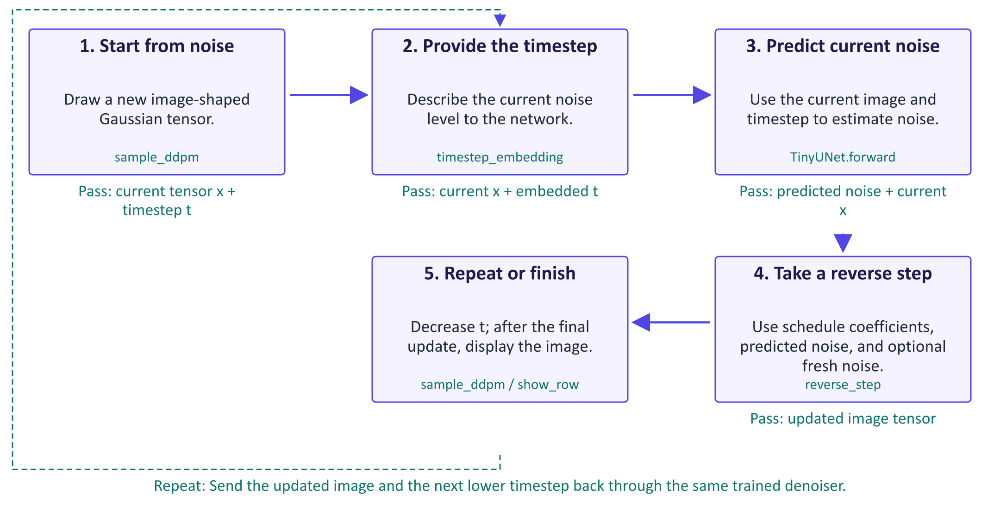 1. Start from noise
Draw a new image-shaped
Gaussian tensor.
sample_ddpm
Pass: current tensor x +
timestep t
2. Provide the timestep
Describe the current noise
level to the network.
timestep_embedding
Pass: current x + embedded t
3. Predict current noise
Use the current image and
timestep to estimate noise.
TinyUNet.forward
Pass: predicted noise + current
x
4. Take a reverse step
Use schedule coefficients,
predicted noise, and optional
fresh noise.
reverse_step
Pass: updated image tensor
5. Repeat or finish
Decrease t; after the final
update, display the image.
sample_ddpm / show_row
Repeat: Send the updated image and the next lower timestep back through the same trained denoiser.